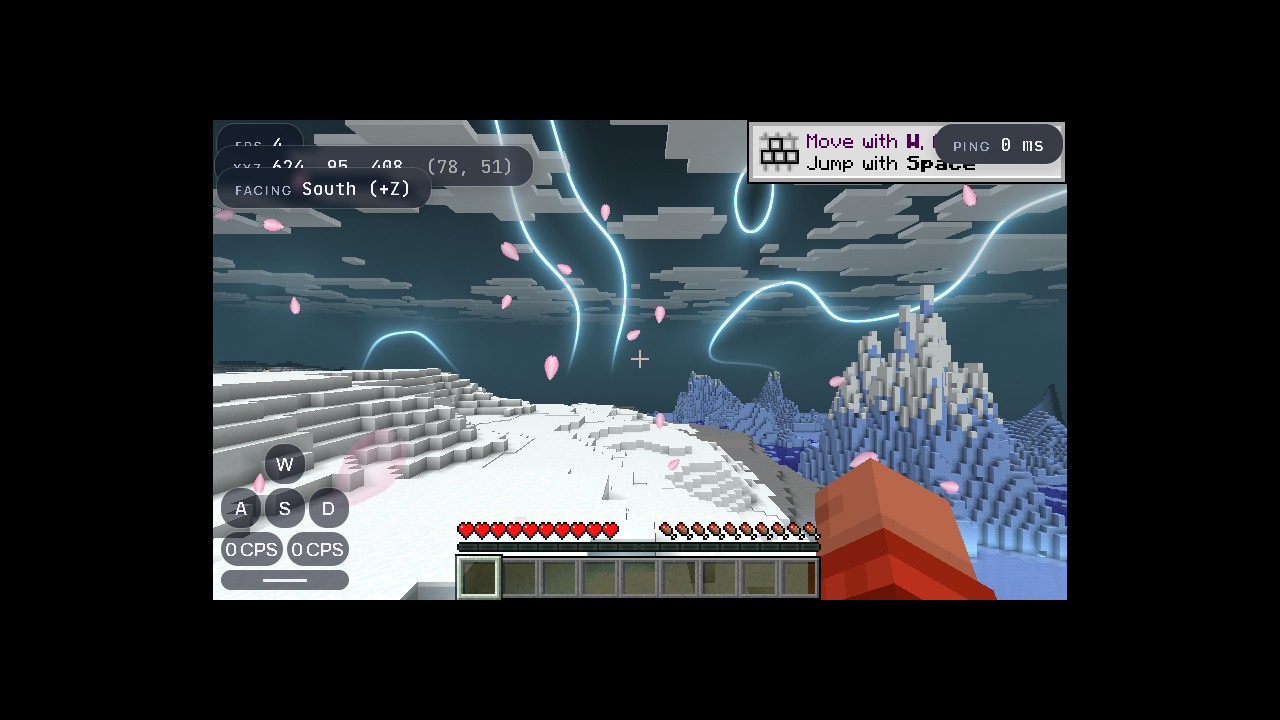 FPS 4
XYZ 624 95 408 (78, 51)
FACING South (+Z)
Move with W,
Jump with Space
PING 0 ms
W
A S D
0 CPS 0 CPS